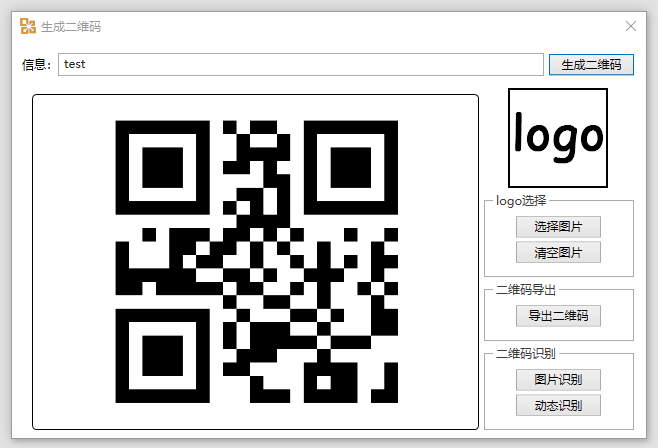 生成二维码
信息: test 生成二维码
logo
logo选择
选择图片
清空图片
二维码导出
导出二维码
二维码识别
图片识别
动态识别